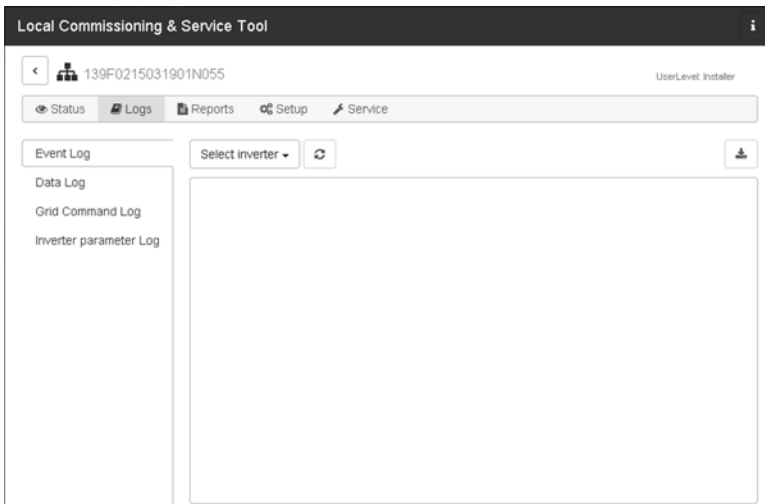 Local Commissioning & Service Tool i
139F0215031901N055
UserLevel: Installer
Status Logs Reports Setup Service
Event Log
Select inverter
Data Log
Grid Command Log
Inverter parameter Log